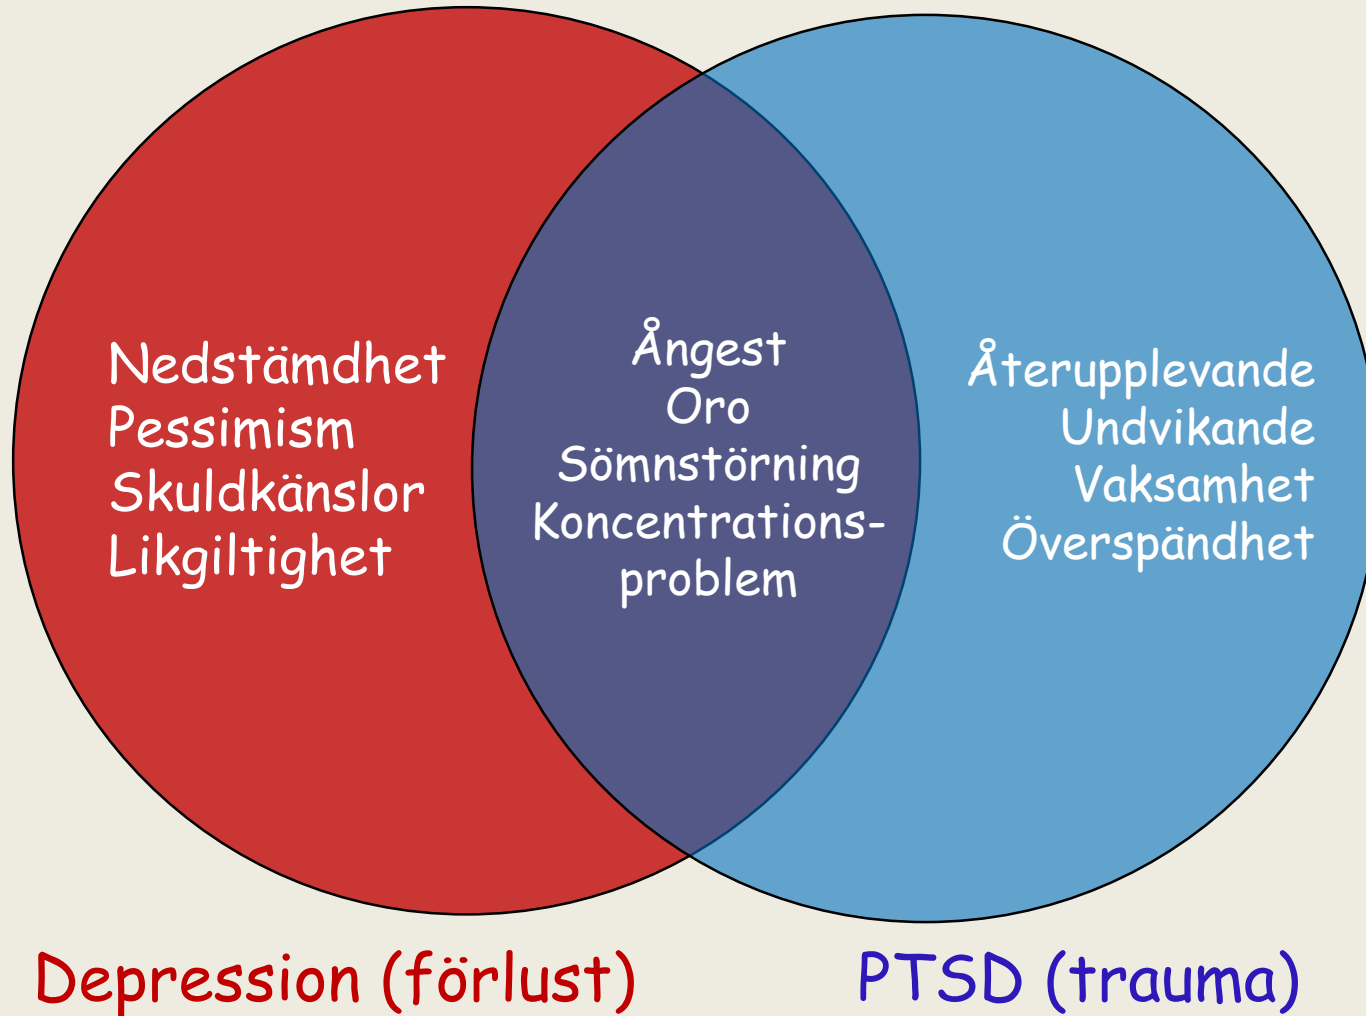 Nedstämdhet
Pessimism
Skuldkänslor
Likgiltighet
Ångest
Oro
Sömnstörning
Koncentrations-
problem
Återupplevande
Undvikande
Vaksamhet
Överspändhet
Depression (förlust)
PTSD (trauma)